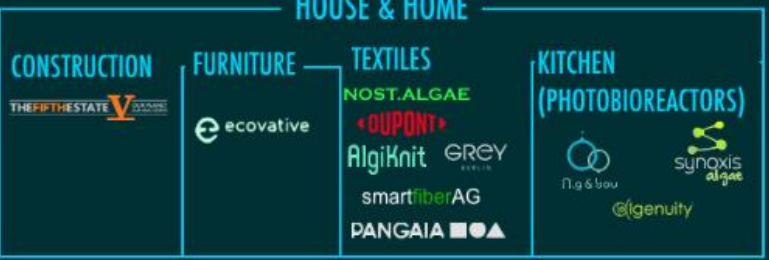 HOUSE & HOME
CONSTRUCTION
THEFIFTHESTATE
FURNITURE
ecovative
TEXTILES
NOST.ALGAE
DUPONT
AlgiKnit GREY
BERLIN
smartfiberAG
PANGAIA
KITCHEN
(PHOTOBIOREACTORS)
synoxis
algae
algenuity